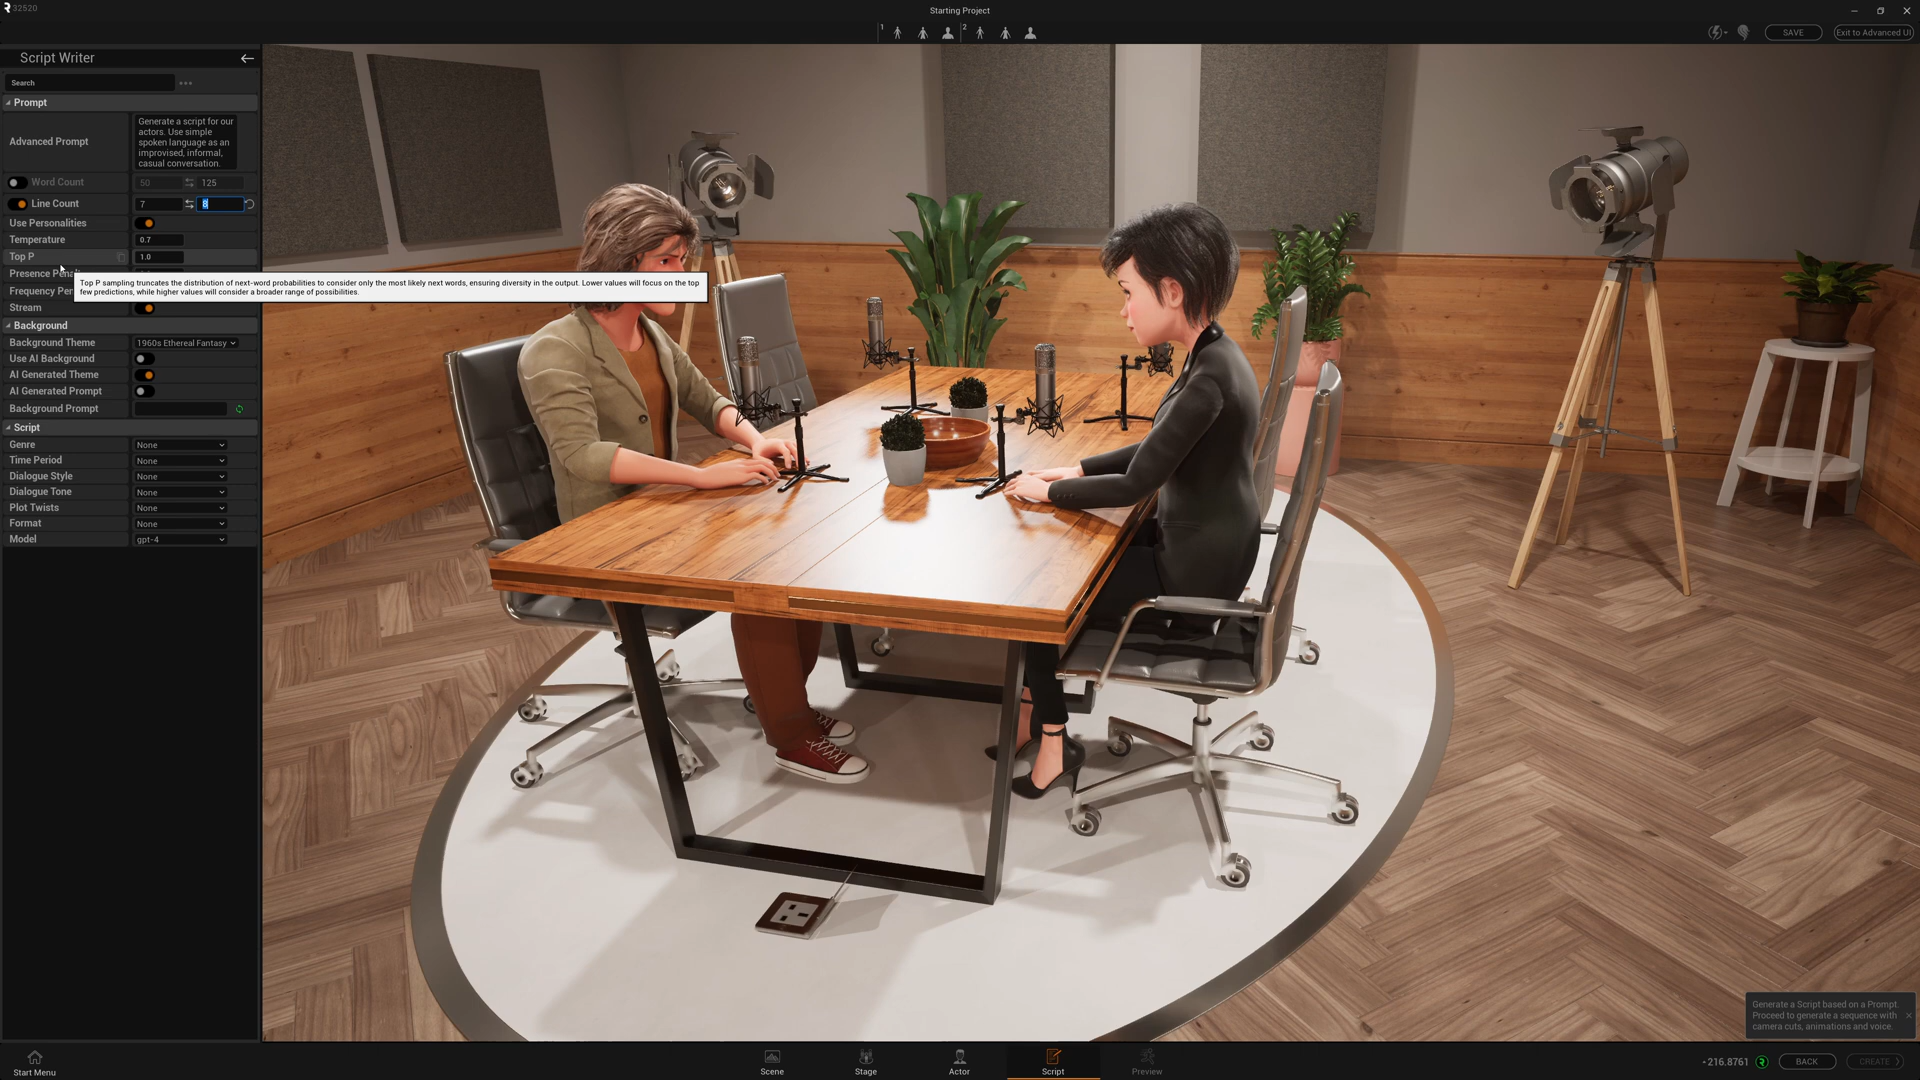 32520
Starting Project
1
2
SAVE
Exit to Advanced UI
Script Writer
Search
Prompt
Advanced Prompt
Generate a script for our
actors. Use simple
spoken language as an
improvised, informal,
casual conversation.
Word Count
50
125
Line Count
7
8
Use Personalities
Temperature
0.7
Top P
1.0
Presence Penalt
Top P sampling truncates the distribution of next-word probabilities to consider only the most likely next words, ensuring diversity in the output. Lower values will focus on the top
few predictions, while higher values will consider a broader range of possibilities.
Frequency Pen
Stream
Background
Background Theme
1960s Ethereal Fantasy
Use AI Background
AI Generated Theme
AI Generated Prompt
Background Prompt
Script
Genre
None
Time Period
None
Dialogue Style
None
Dialogue Tone
None
Plot Twists
None
Format
None
Model
gpt-4
Generate a Script based on a Prompt.
Proceed to generate a sequence with
camera cuts, animations and voice.
Start Menu
Scene
Stage
Actor
Script
Preview
-216.8761
BACK
CREATE